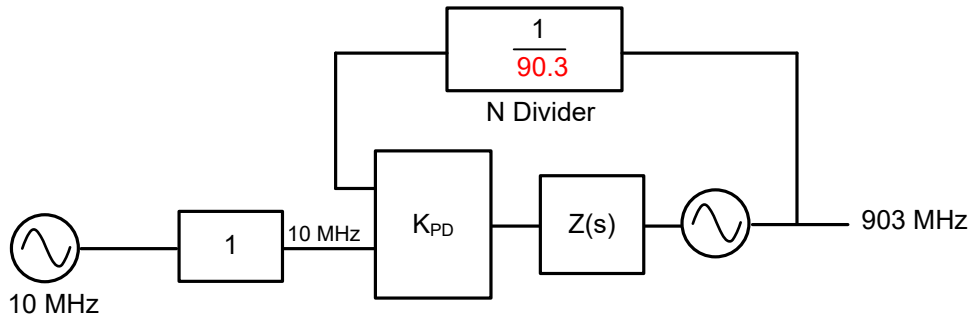 1
90.3
N Divider
K_PD
Z(s)
903 MHz
1
10 MHz
10 MHz